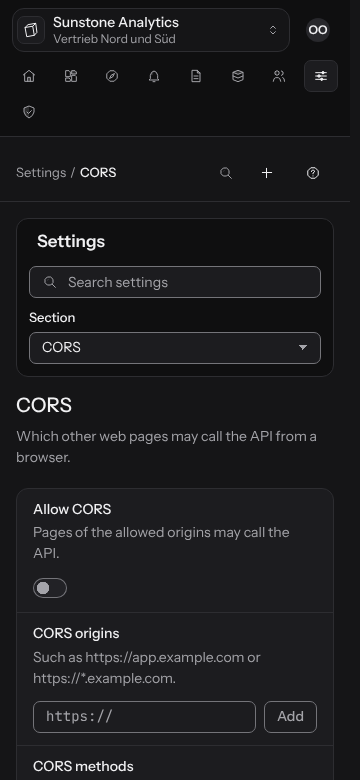 Sunstone Analytics
Vertrieb Nord und Süd
OO
Settings / CORS
Settings
Search settings
Section
CORS
CORS
Which other web pages may call the API from a
browser.
Allow CORS
Pages of the allowed origins may call the
API.
CORS origins
Such as https://app.example.com or
https://*.example.com.
https://
Add
CORS methods